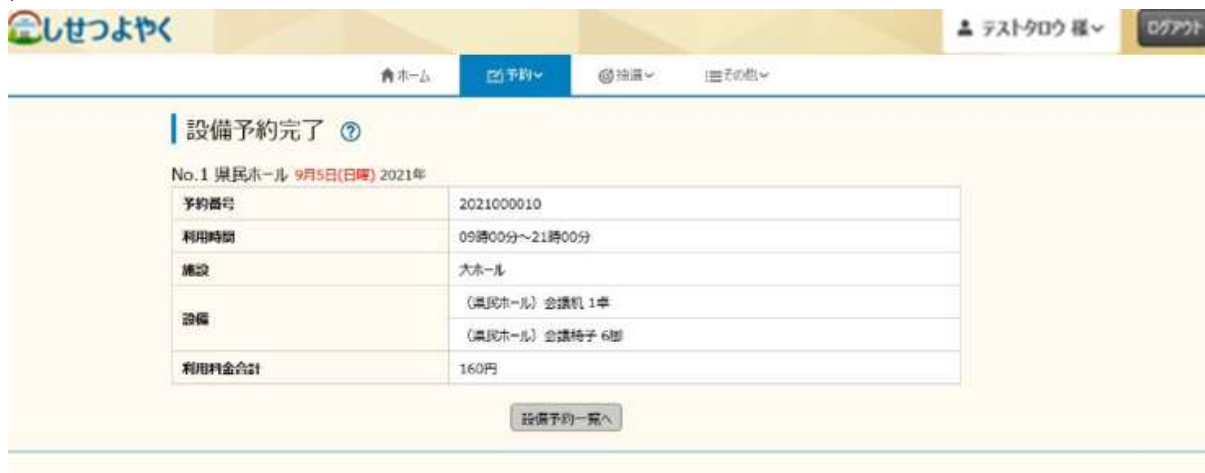 しせつよやく
テストタロウ 様
ログアウト
ホーム
予約
抽選
その他
設備予約完了 ?
No.1 県民ホール 9月5日(日曜) 2021年
予約番号 2021000010
利用時間 09時00分～21時00分
施設 大ホール
設備
(県民ホール) 会議机 1卓
(県民ホール) 会議椅子 6脚
利用料金合計 160円
設備予約一覧へ